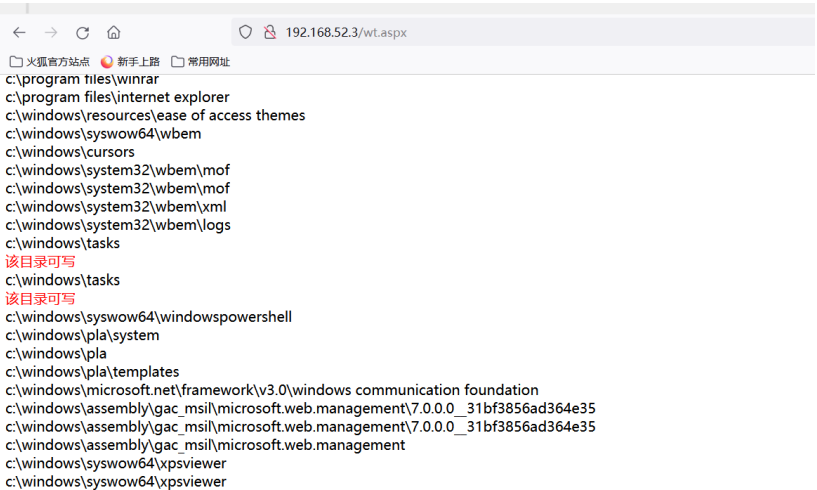 192.168.52.3/wt.aspx
火狐官方站点 新手上路 常用网址
c:\program files\winrar
c:\program files\internet explorer
c:\windows\resources\ease of access themes
c:\windows\syswow64\wbem
c:\windows\cursors
c:\windows\system32\wbem\mof
c:\windows\system32\wbem\mof
c:\windows\system32\wbem\xml
c:\windows\system32\wbem\logs
c:\windows\tasks
该目录可写
c:\windows\tasks
该目录可写
c:\windows\syswow64\windowspowershell
c:\windows\pla\system
c:\windows\pla
c:\windows\pla\templates
c:\windows\microsoft.net\framework\v3.0\windows communication foundation
c:\windows\assembly\gac_msil\microsoft.web.management\7.0.0.0__31bf3856ad364e35
c:\windows\assembly\gac_msil\microsoft.web.management\7.0.0.0__31bf3856ad364e35
c:\windows\assembly\gac_msil\microsoft.web.management
c:\windows\syswow64\xpsviewer
c:\windows\syswow64\xpsviewer